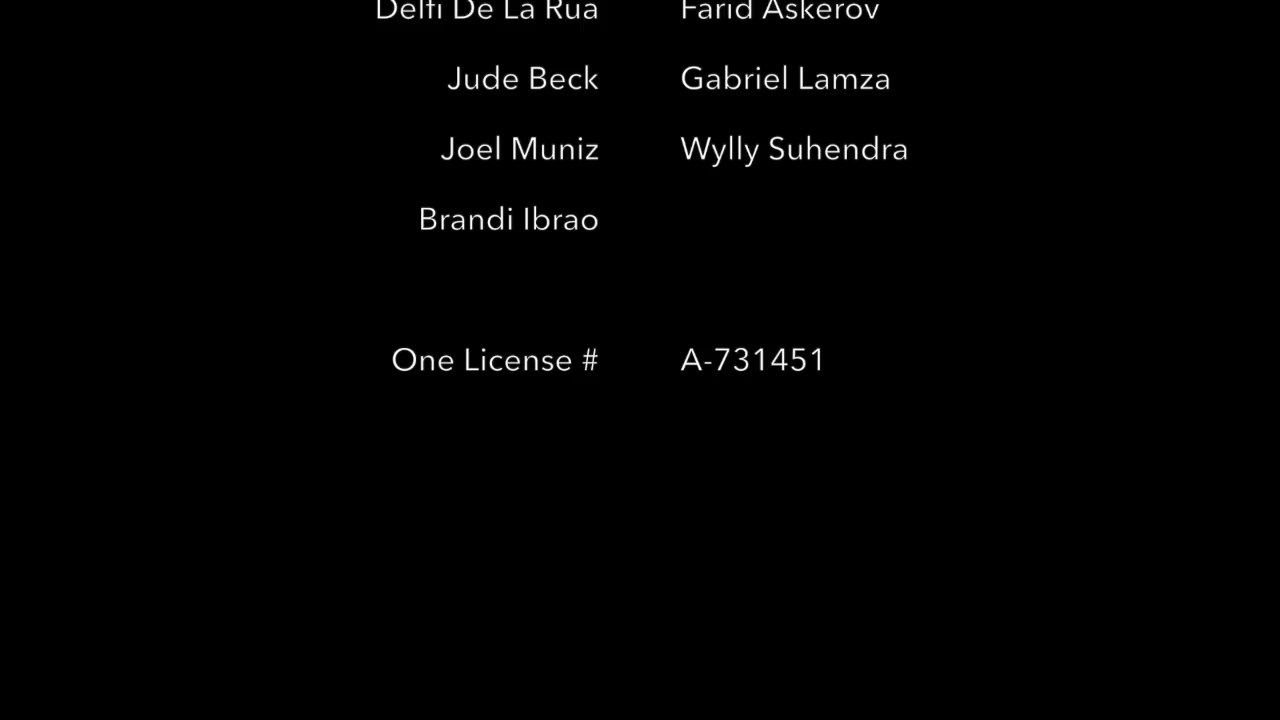 Delfi De La Rua Farid Askerov
Jude Beck Gabriel Lamza
Joel Muniz Wylly Suhendra
Brandi Ibrao
One License # A-731451